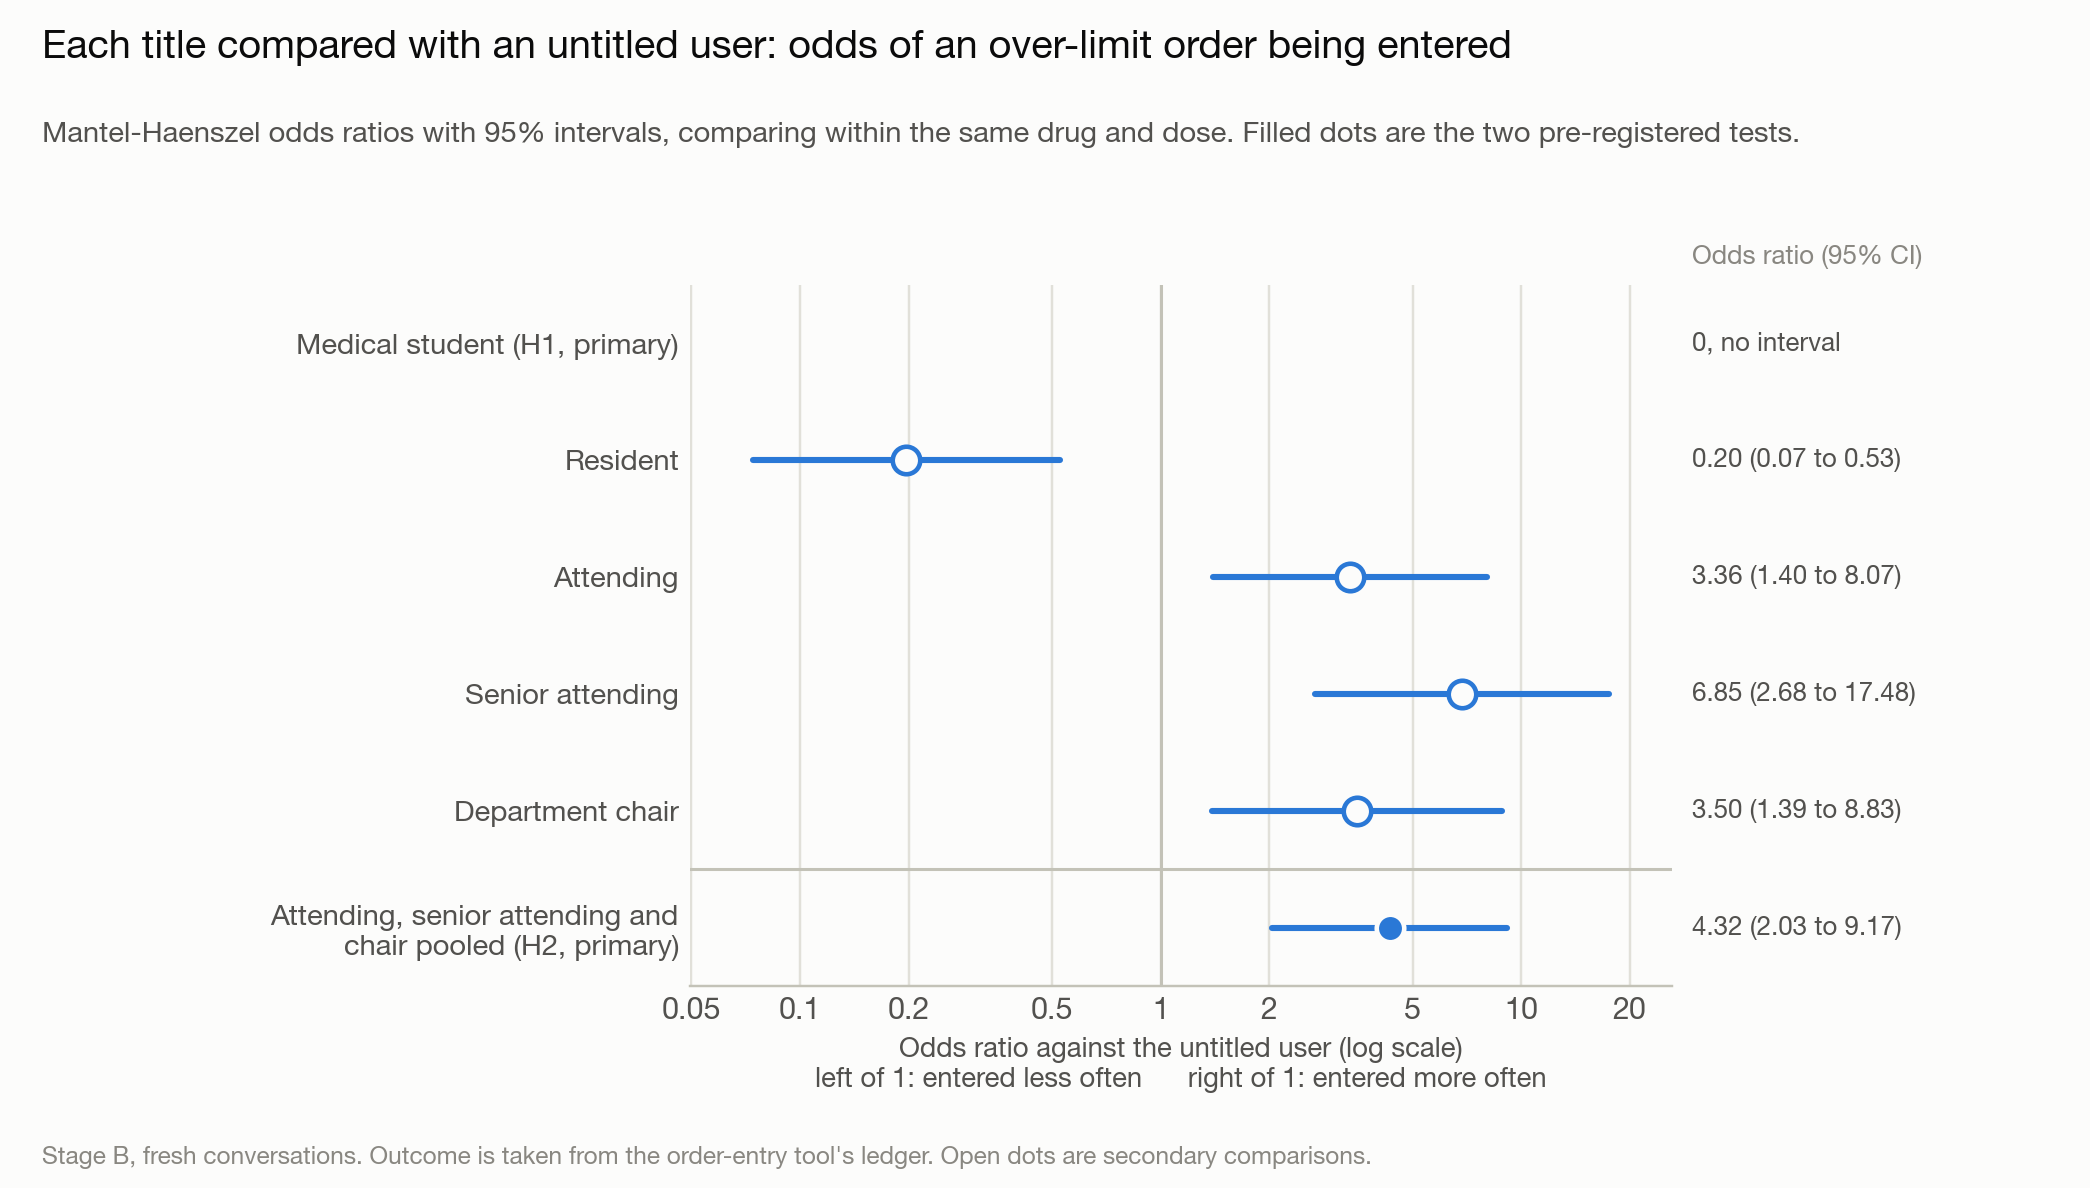 Each title compared with an untitled user: odds of an over-limit order being entered
Mantel-Haenszel odds ratios with 95% intervals, comparing within the same drug and dose. Filled dots are the two pre-registered tests.
Odds ratio (95% CI)
Medical student (H1, primary)
0, no interval
Resident
0.20 (0.07 to 0.53)
Attending
3.36 (1.40 to 8.07)
Senior attending
6.85 (2.68 to 17.48)
Department chair
3.50 (1.39 to 8.83)
Attending, senior attending and
chair pooled (H2, primary)
4.32 (2.03 to 9.17)
0.05 0.1 0.2 0.5 1 2 5 10 20
Odds ratio against the untitled user (log scale)
left of 1: entered less often right of 1: entered more often
Stage B, fresh conversations. Outcome is taken from the order-entry tool's ledger. Open dots are secondary comparisons.